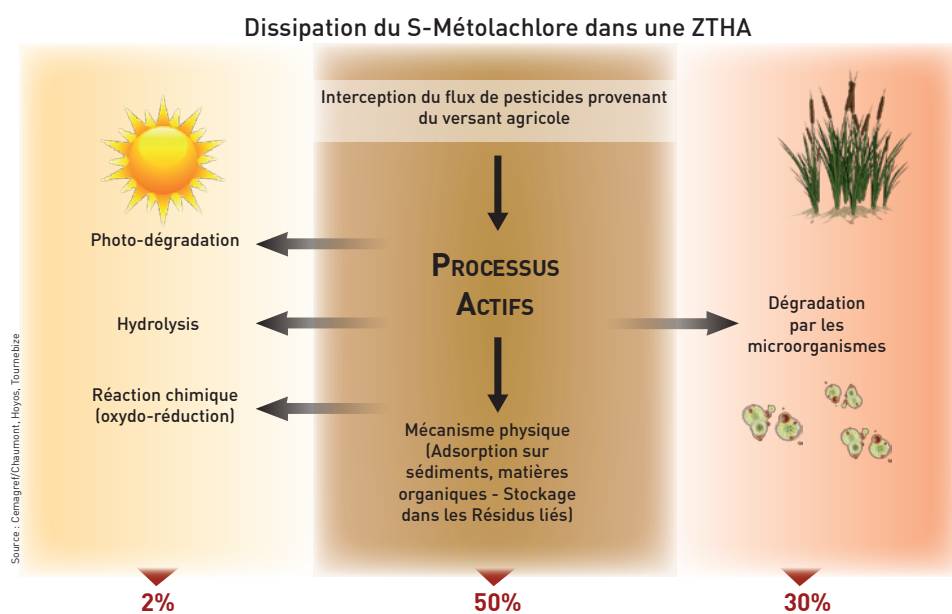 Dissipation du S-Métolachlore dans une ZTHA
Interception du flux de pesticides provenant
du versant agricole
Photo-dégradation
Hydrolysis
Réaction chimique
(oxydo-réduction)
PROCESSUS
ACTIFS
Mécanisme physique
(Adsorption sur
sédiments, matières
organiques - Stockage
dans les Résidus liés)
Dégradation
par les
microorganismes
Source : Cemagref/Chaumont, Hoyos, Tournebize
2%
50%
30%